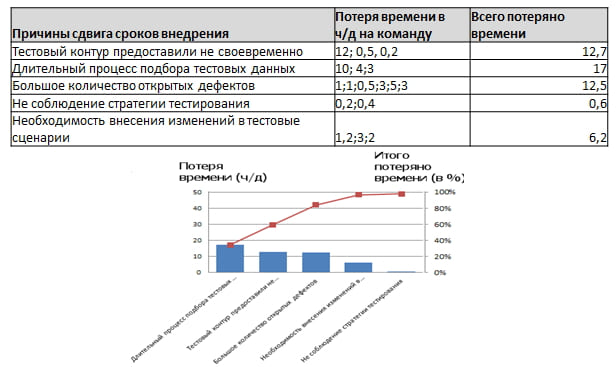 Причины сдвига сроков внедрения
Потеря времени в
ч/д на команду
Всего потеряно
времени
Тестовый контур предоставили не своевременно
12; 0,5, 0,2
12,7
Длительный процесс подбора тестовых данных
10; 4;3
17
Большое количество открытых дефектов
1;1;0,5;3;5;3
12,5
Не соблюдение стратегии тестирования
0,2;0,4
0,6
Необходимость внесения изменений в тестовые
сценарии
1,2;3;2
6,2
Потеря
времени (ч/д)
Итого
потеряно
времени (в %)
50
40
30
20
10
0
100%
80%
60%
40%
20%
0%
Длительный процесс подбора тестовых...
Тестовый контур предоставили не...
Большое количество открытых дефектов
Необходимость внесения изменений в...
Не соблюдение стратегии тестирования